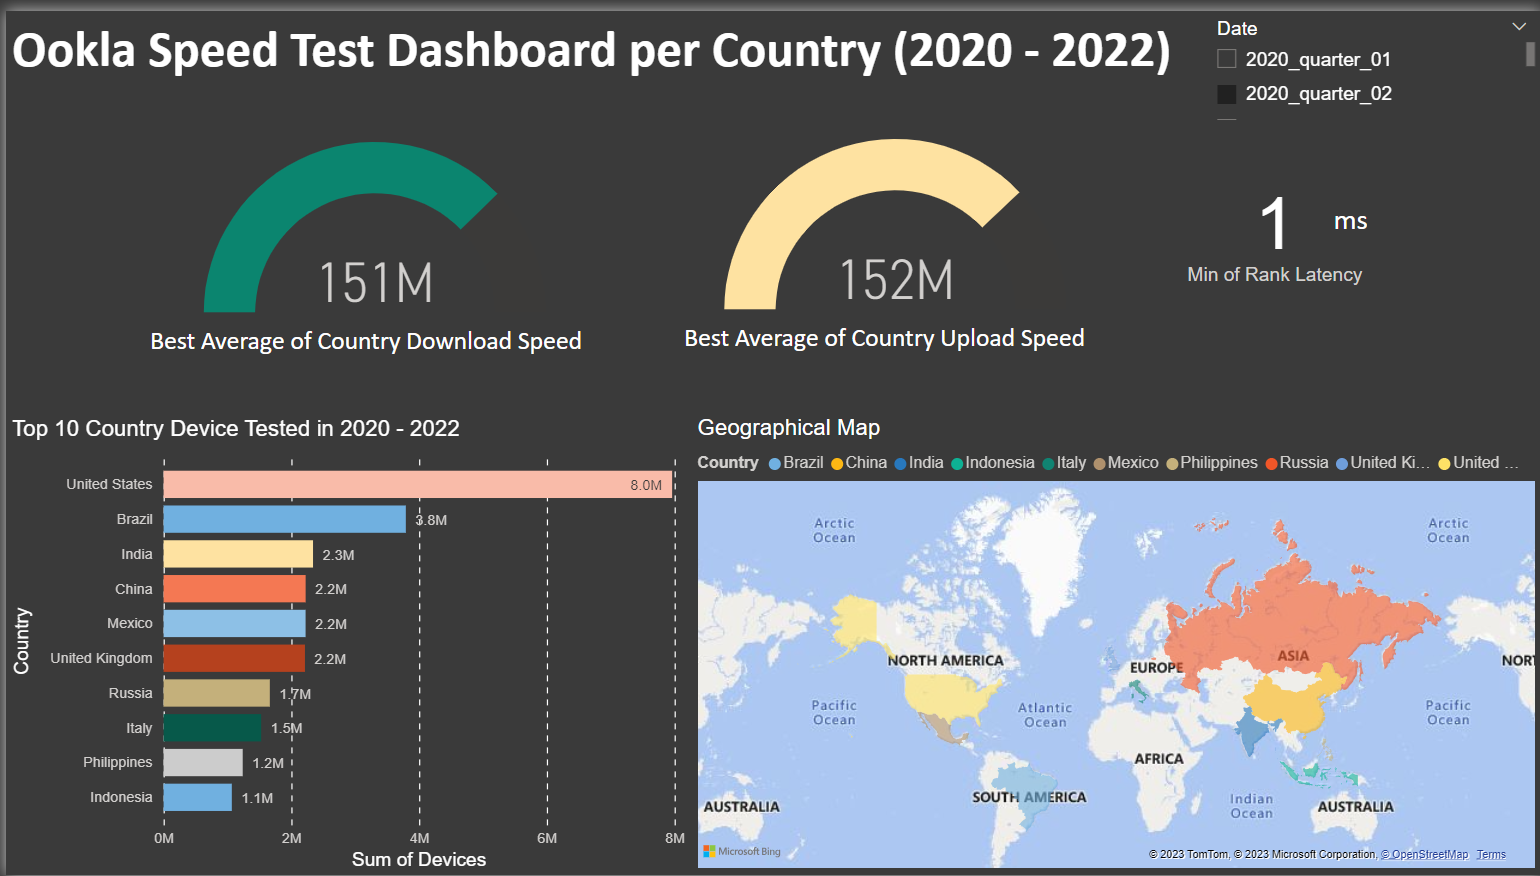 Ookla Speed Test Dashboard per Country (2020 - 2022)
Date
2020_quarter_01
2020_quarter_02
151M
Best Average of Country Download Speed
152M
Best Average of Country Upload Speed
1 ms
Min of Rank Latency
Top 10 Country Device Tested in 2020 - 2022
Country
United States 8.0M
Brazil 3.8M
India 2.3M
China 2.2M
Mexico 2.2M
United Kingdom 2.2M
Russia 1.7M
Italy 1.5M
Philippines 1.2M
Indonesia 1.1M
0M 2M 4M 6M 8M
Sum of Devices
Geographical Map
Country Brazil China India Indonesia Italy Mexico Philippines Russia United Ki... United ...
Arctic
Ocean
Arctic
Ocean
NORTH AMERICA
EUROPE
ASIA
NOR
Pacific
Ocean
Atlantic
Ocean
Pacific
Ocean
AFRICA
SOUTH AMERICA
AUSTRALIA
Indian
Ocean
AUSTRALIA
Microsoft Bing
© 2023 TomTom, © 2023 Microsoft Corporation, © OpenStreetMap Terms